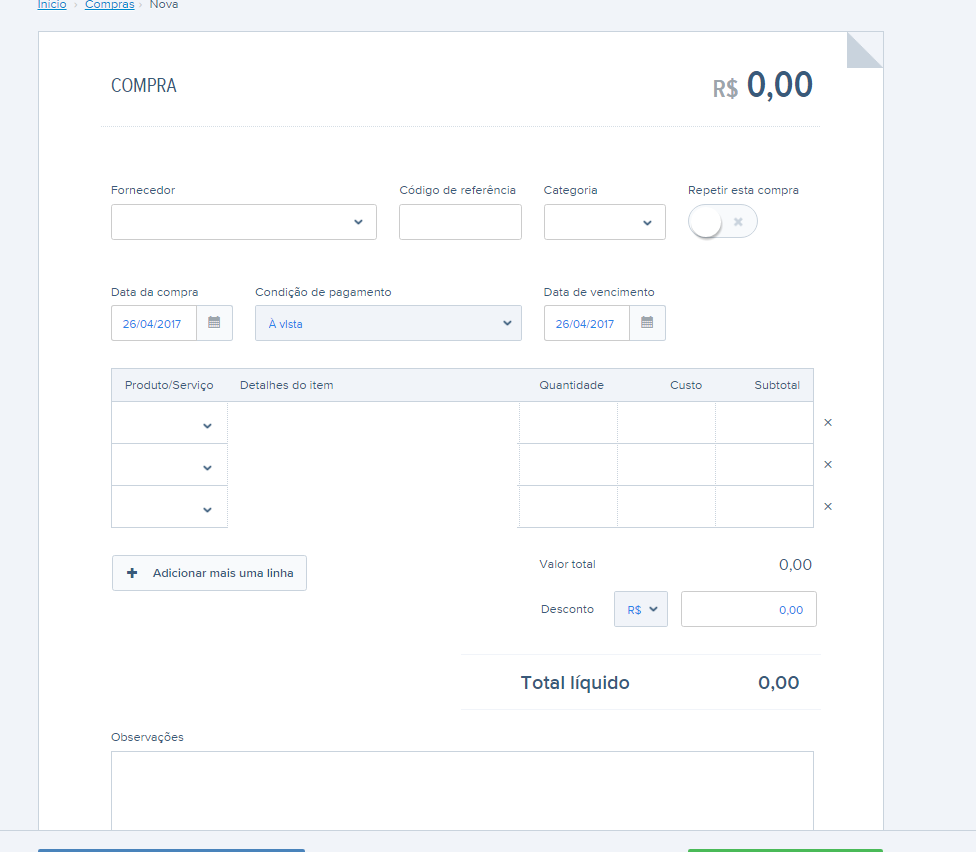 Início › Compras › Nova
COMPRA
R$ 0,00
Fornecedor
Código de referência
Categoria
Repetir esta compra
Data da compra
Condição de pagamento
Data de vencimento
26/04/2017
À vista
26/04/2017
Produto/Serviço Detalhes do item Quantidade Custo Subtotal
×
×
×
+ Adicionar mais uma linha
Valor total 0,00
Desconto R$ 0,00
Total líquido 0,00
Observações